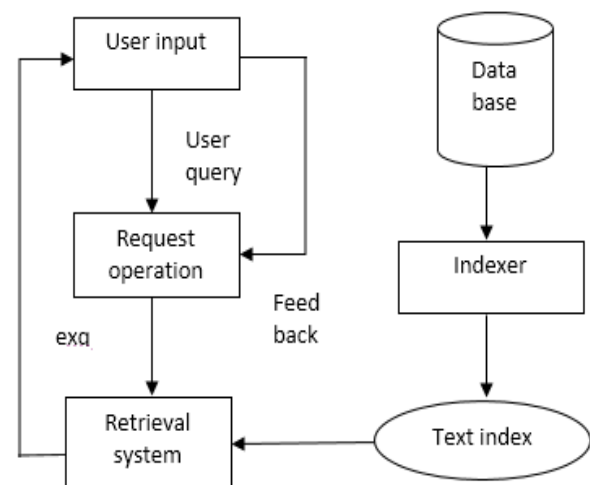 User input
Data
base
User
query
Request
operation
Indexer
Feed
back
exq
Retrieval
system
Text index